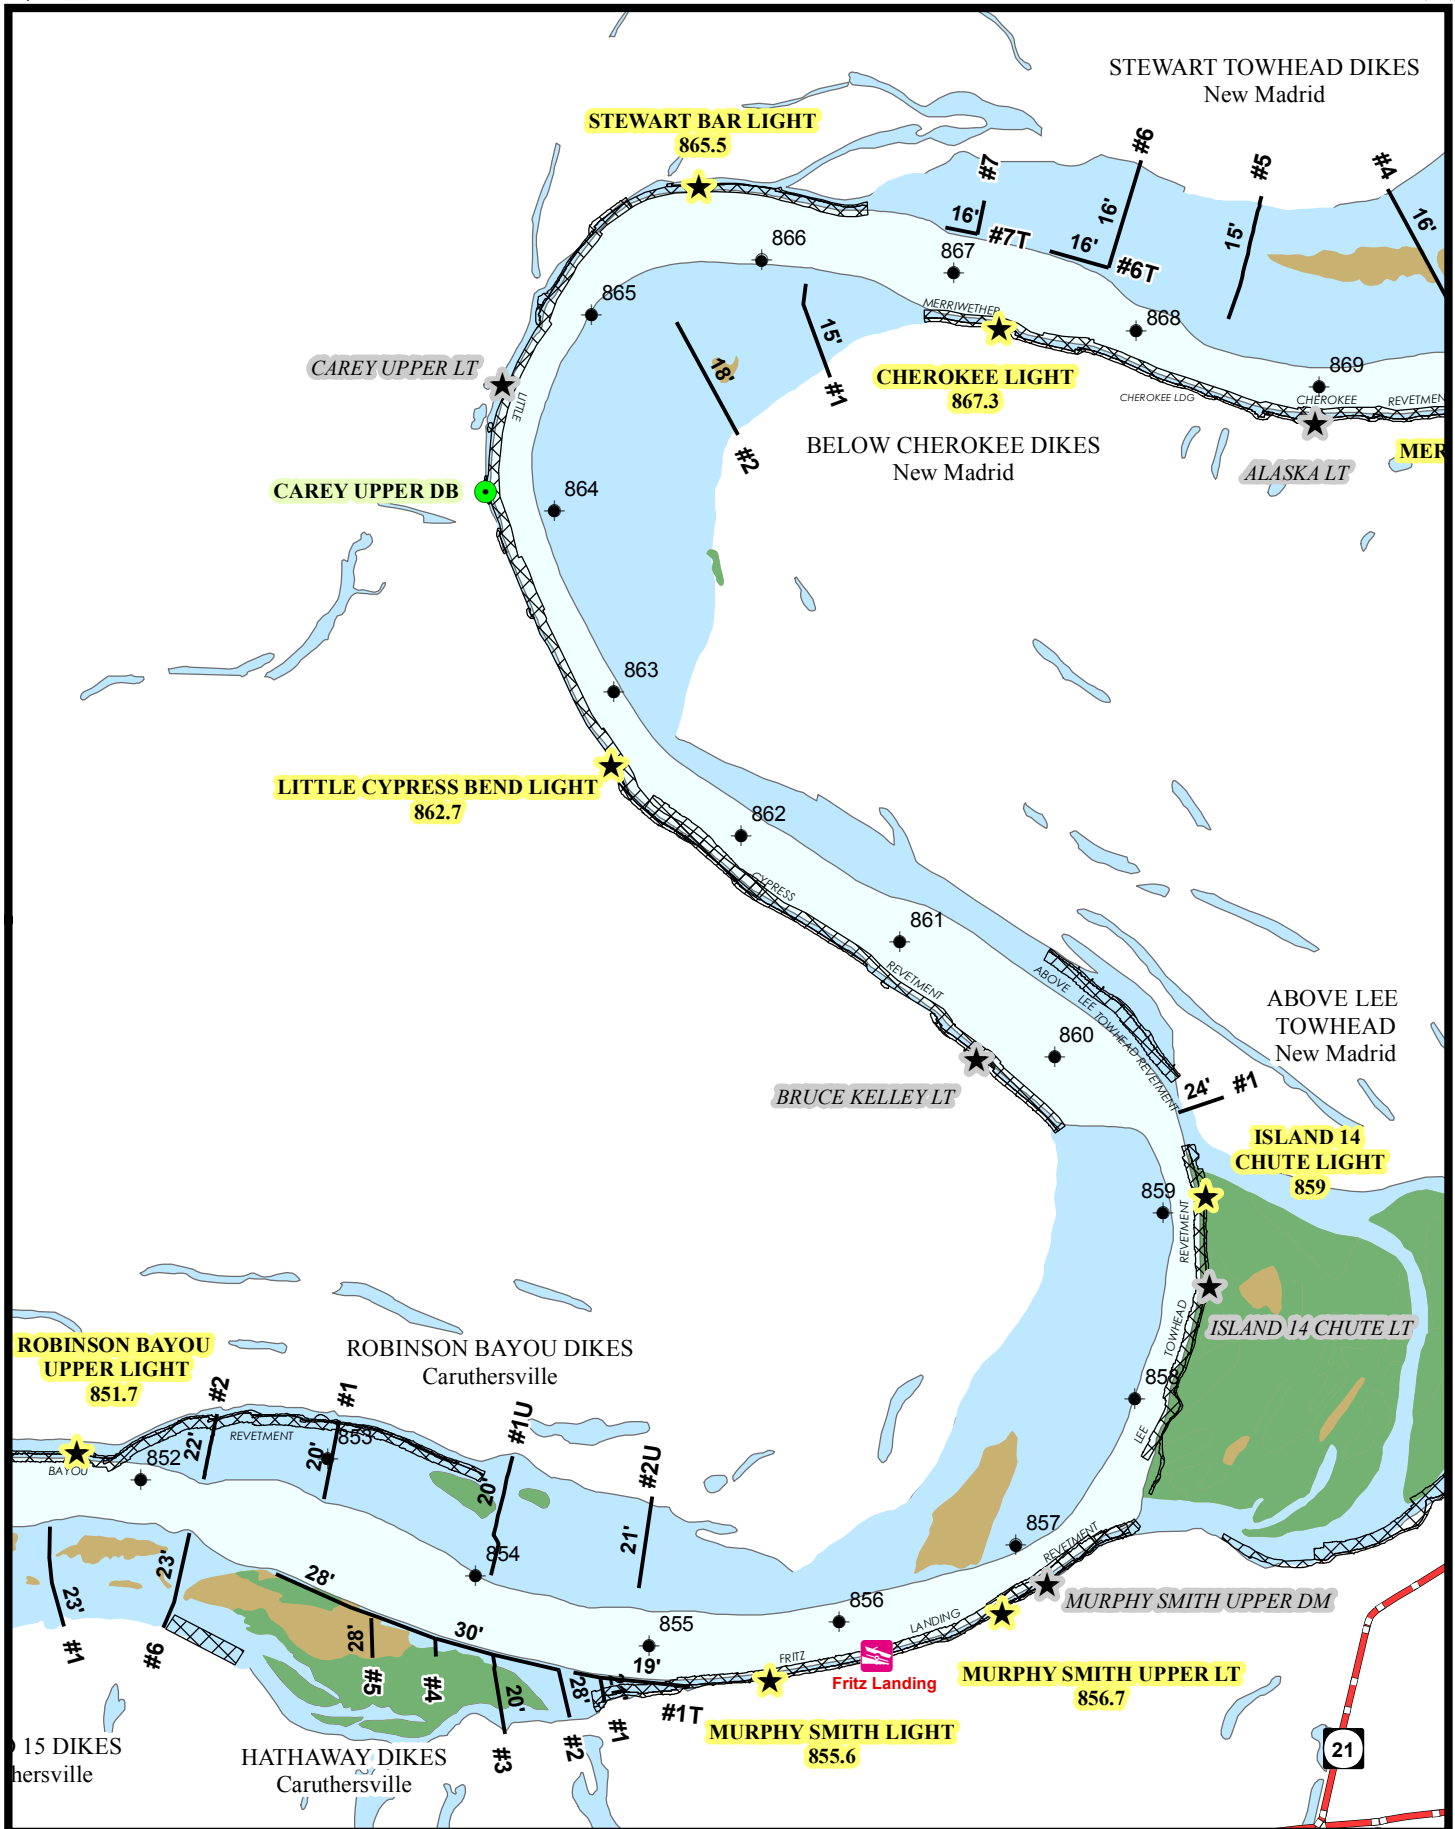 STEWART TOWHEAD DIKES
New Madrid
STEWART BAR LIGHT
865.5
#7
#6
#5
#4
16'
16'
16'
15'
16'
#7T
#6T
866
867
865
868
869
MERRIWETHER
CHEROKEE LDG
CHEROKEE
REVETMEN
CAREY UPPER LT
LITTLE
18'
15'
#1
#2
CHEROKEE LIGHT
867.3
BELOW CHEROKEE DIKES
New Madrid
MER
ALASKA LT
CAREY UPPER DB
864
863
LITTLE CYPRESS BEND LIGHT
862.7
862
CYPRESS
861
REVETMENT
ABOVE LEE TOWHEAD REVETMENT
ABOVE LEE
TOWHEAD
New Madrid
860
BRUCE KELLEY LT
24'
#1
ISLAND 14
CHUTE LIGHT
859
859
REVETMENT
TOWHEAD
LEE
ISLAND 14 CHUTE LT
858
ROBINSON BAYOU
UPPER LIGHT
851.7
ROBINSON BAYOU DIKES
Caruthersville
#2
#1
#1U
#2U
22'
20'
20'
21'
REVETMENT
BAYOU
852
853
854
857
REVETMENT
856
855
LANDING
FRITZ
Fritz Landing
MURPHY SMITH UPPER DM
MURPHY SMITH UPPER LT
856.7
MURPHY SMITH LIGHT
855.6
23'
23'
#1
#6
28'
30'
19'
28'
20'
28'
#5
#4
#3
#2
#1
#1T
15 DIKES
hersville
HATHAWAY DIKES
Caruthersville
21